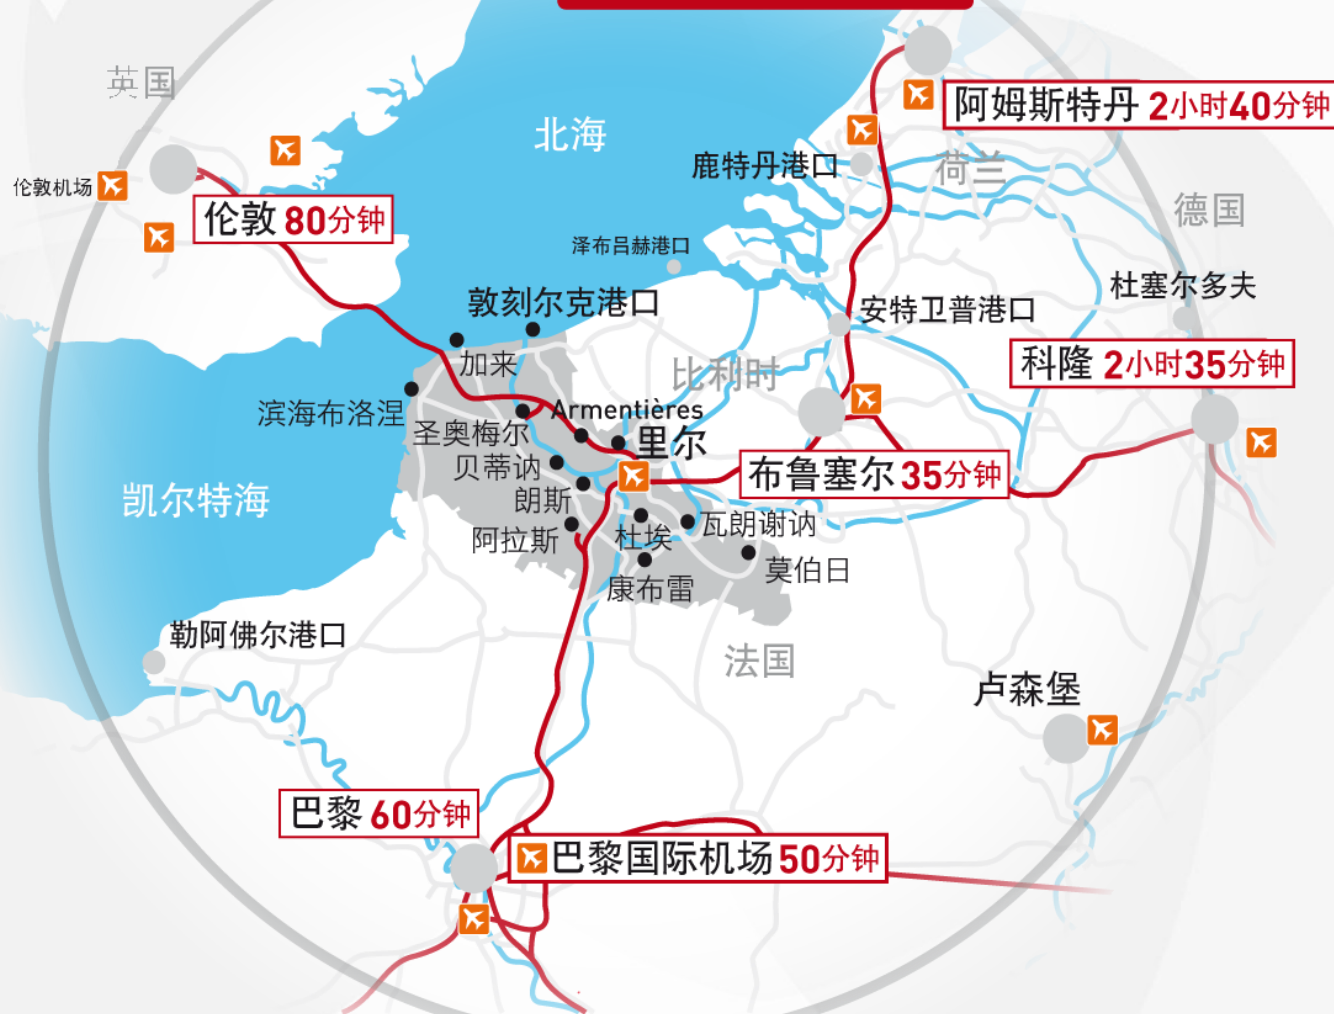 英国
阿姆斯特丹 2小时40分钟
北海
鹿特丹港口
荷兰
伦敦机场
德国
伦敦 80分钟
泽布吕赫港口
杜塞尔多夫
敦刻尔克港口
安特卫普港口
加来
科隆 2小时35分钟
比利时
滨海布洛涅
Armentières
圣奥梅尔
里尔
贝蒂讷
布鲁塞尔 35分钟
朗斯
凯尔特海
瓦朗谢讷
阿拉斯
杜埃
莫伯日
康布雷
勒阿佛尔港口
法国
卢森堡
巴黎 60分钟
巴黎国际机场 50分钟